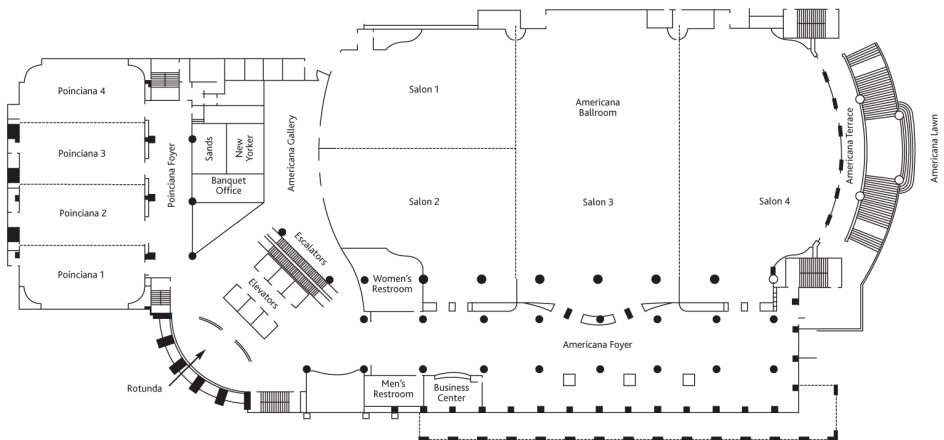 Poinciana 4
Poinciana 3
Poinciana 2
Poinciana 1
Poinciana Foyer
Sands
New
Yorker
Banquet
Office
Americana Gallery
Escalators
Elevators
Rotunda
Salon 1
Salon 2
Americana
Ballroom
Salon 3
Salon 4
Women's
Restroom
Americana Foyer
Men's
Restroom
Business
Center
Americana Terrace
Americana Lawn